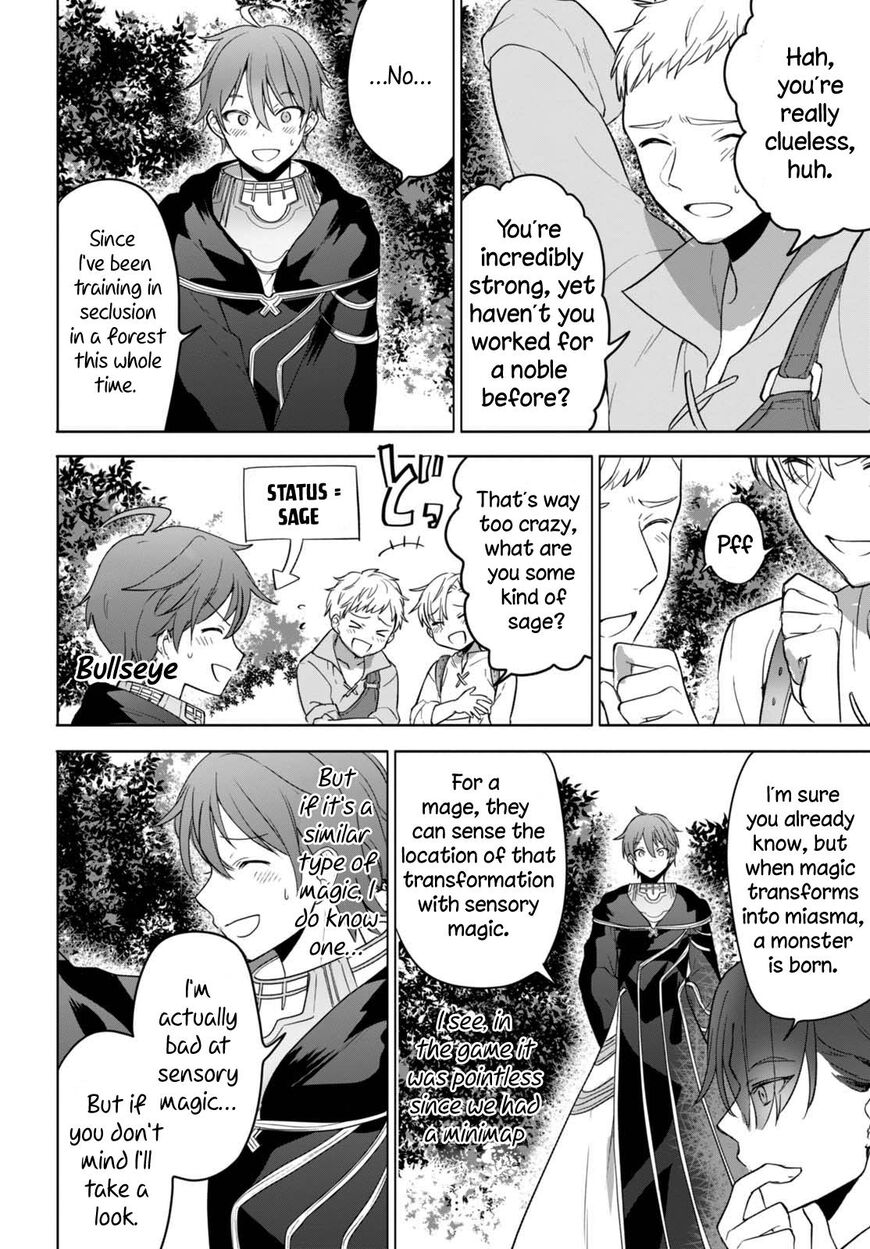 Hah,
you´re
really
clueless,
huh.
You´re
incredibly
strong, yet
haven´t you
worked for
a noble
before?
...No...
Since
I've been
training in
seclusion
in a forest
this whole
time.
Pff
That´s way
too crazy,
what are
you some
kind of
sage?
 どっ
STATUS =
SAGE
Bullseye
I'm sure
you already
know, but
when magic
transforms
into miasma,
a monster
is born.
For a
mage, they
can sense the
location of that
transformation
with sensory
magic.
I see, in
the game it
was pointless
since we had
a minimap
...
But
if it's a
similar
type of
magic, I
do know
one...
I'm
actually
bad at
sensory
magic...
But if
you don't
mind I'll
take a
look.